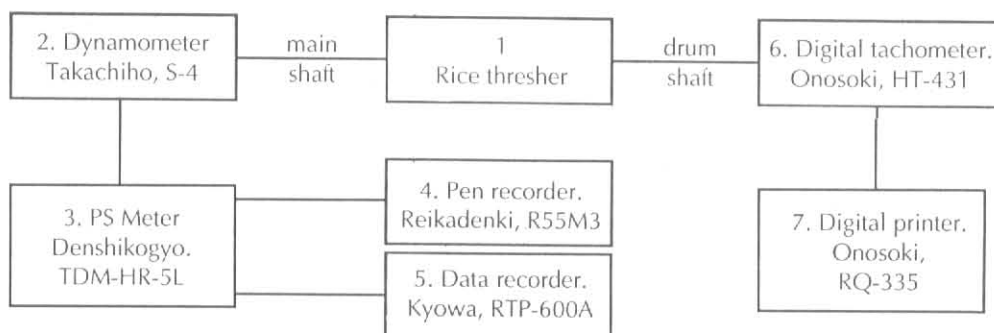 2. Dynamometer
Takachiho, S-4
main
shaft
1
Rice thresher
drum
shaft
6. Digital tachometer.
Onosoki, HT-431
3. PS Meter
Denshikogyo.
TDM-HR-5L
4. Pen recorder.
Reikadenki, R55M3
5. Data recorder.
Kyowa, RTP-600A
7. Digital printer.
Onosoki,
RQ-335